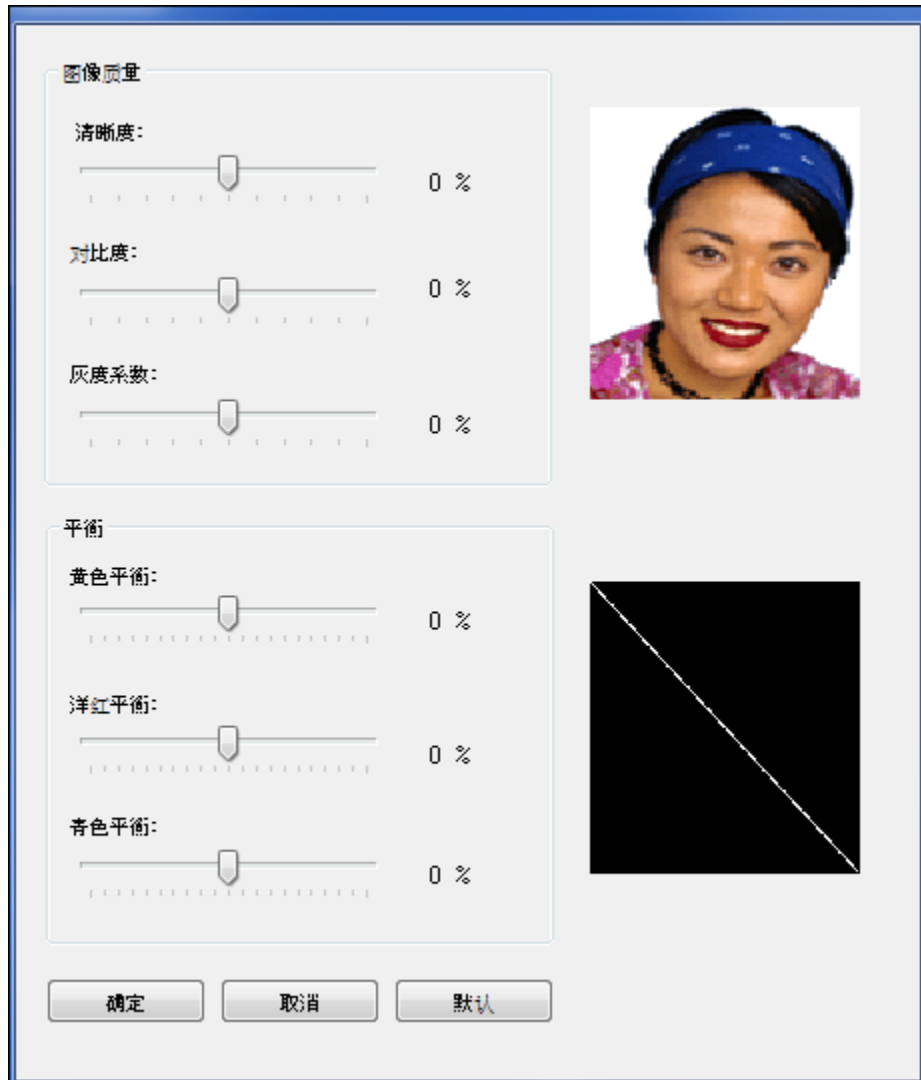 图像质量
清晰度：
0 %
对比度：
0 %
灰度系数：
0 %
平衡
黄色平衡：
0 %
洋红平衡：
0 %
青色平衡：
0 %
确定
取消
默认